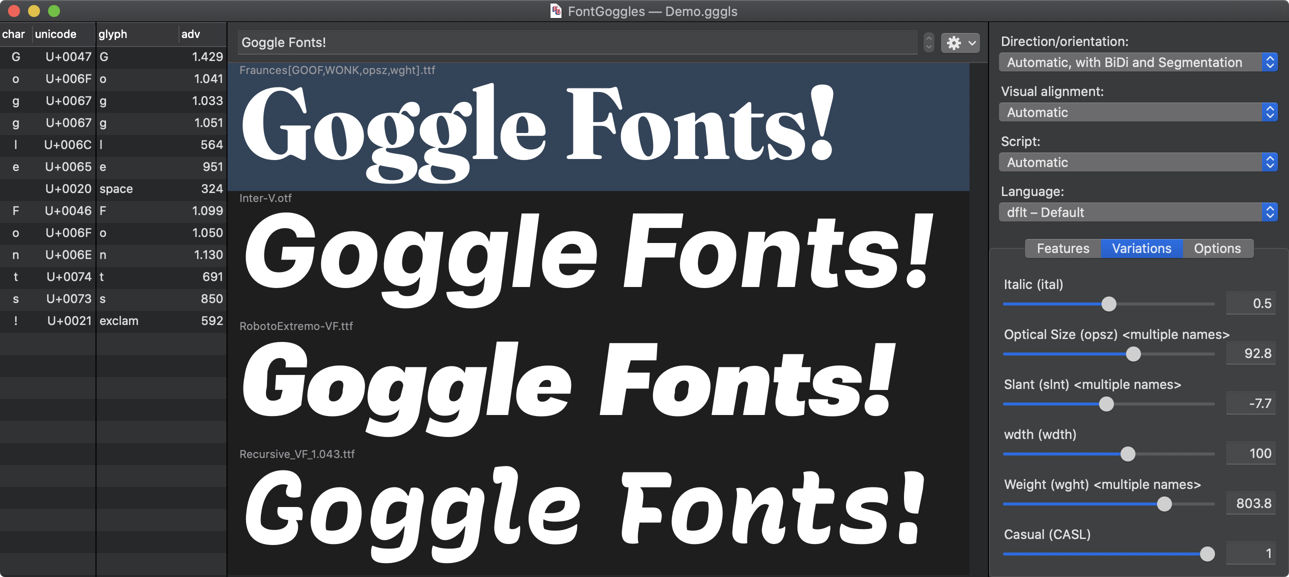 FontGoggles — Demo.gggls
char unicode glyph adv
G U+0047 G 1.429
o U+006F o 1.041
g U+0067 g 1.033
g U+0067 g 1.051
l U+006C l 564
e U+0065 e 951
U+0020 space 324
F U+0046 F 1.099
o U+006F o 1.050
n U+006E n 1.130
t U+0074 t 691
s U+0073 s 850
! U+0021 exclam 592
Goggle Fonts!
Fraunces[GOOF,WONK,opsz,wght].ttf
Goggle Fonts!
Inter-V.otf
Goggle Fonts!
RobotoExtremo-VF.ttf
Goggle Fonts!
Recursive_VF_1.043.ttf
Goggle Fonts!
Direction/orientation:
Automatic, with BiDi and Segmentation
Visual alignment:
Automatic
Script:
Automatic
Language:
dflt – Default
Features Variations Options
Italic (ital)
0.5
Optical Size (opsz) <multiple names>
92.8
Slant (slnt) <multiple names>
-7.7
wdth (wdth)
100
Weight (wght) <multiple names>
803.8
Casual (CASL)
1